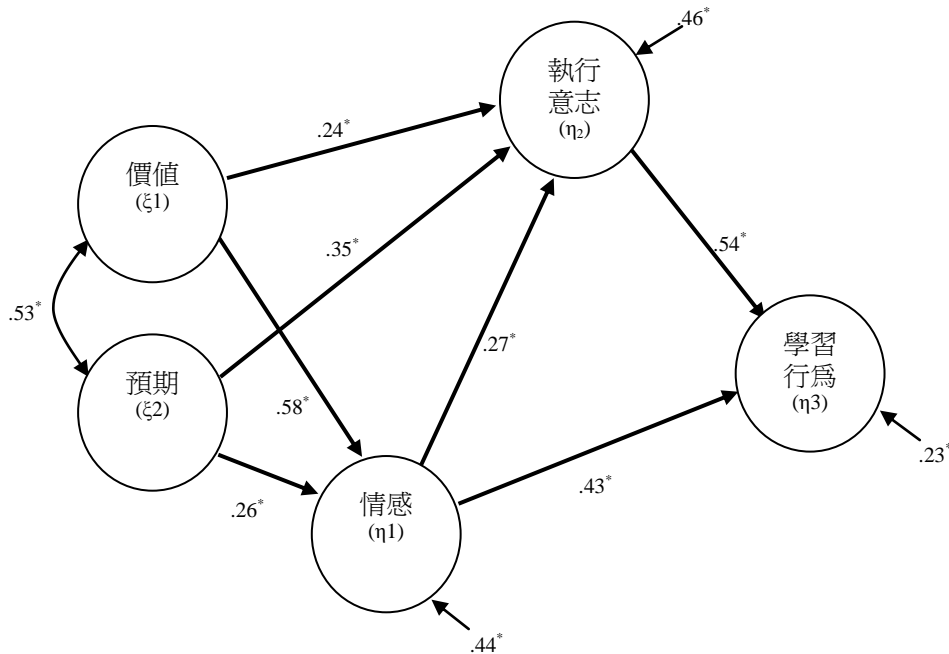 .46*
執行
意志
(η₂)
.24*
價値
(ξ1)
.35*
.54*
.53*
.27*
預期
(ξ2)
學習
行爲
(η3)
.58*
.26*
情感
(η1)
.43*
.23*
.44*